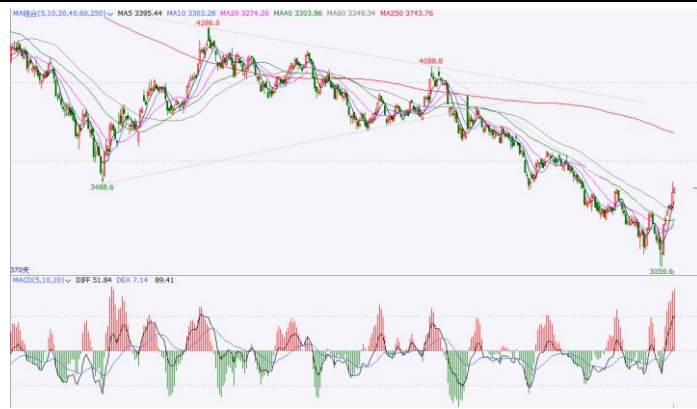 MA组合(5,10,20,40,60,250) MA5 3395.44 MA10 3303.28 MA20 3274.28 MA40 3303.96 MA60 3349.34 MA250 3743.76
4286.0
4088.8
3488.6
3059.6
370天
MACD(5,10,20) DIFF 51.84 DEA 7.14 89.41